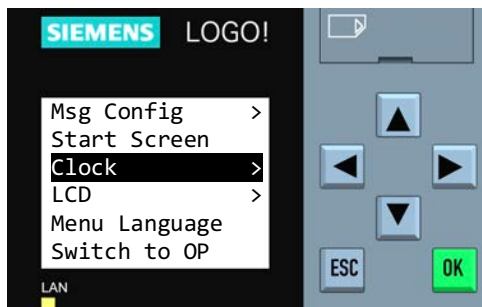 SIEMENS LOGO!
Msg Config >
Start Screen
Clock >
LCD >
Menu Language
Switch to OP
ESC
OK
LAN